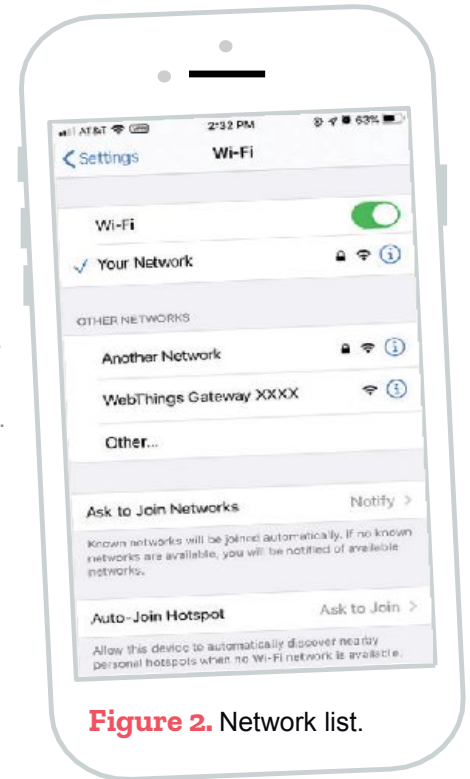 AT&T VPN 2:32 PM 63%
Settings Wi-Fi
Wi-Fi
Your Network
OTHER NETWORKS
Another Network
WebThings Gateway XXXX
Other...
Ask to Join Networks Notify
Known networks will be joined automatically. If no known
networks are available, you will be notified of available
networks.
Auto-Join Hotspot Ask to Join
Allow this device to automatically discover nearby
personal hotspots when no Wi-Fi network is available.
Figure 2. Network list.